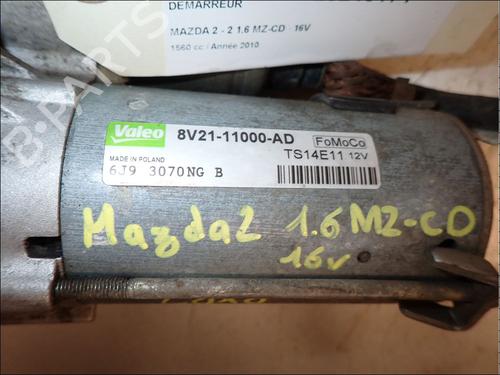 DEMARREUR
MAZDA 2 - 2 1.6 MZ-CD - 16V
1560 cc / Année 2010
B-PARTS
Valeo
8V21-11000-AD
FoMoCo
MADE IN POLAND
TS14E11 12V
6J9 3070NG B
Mazda2 1.6 MZ-CD
16v